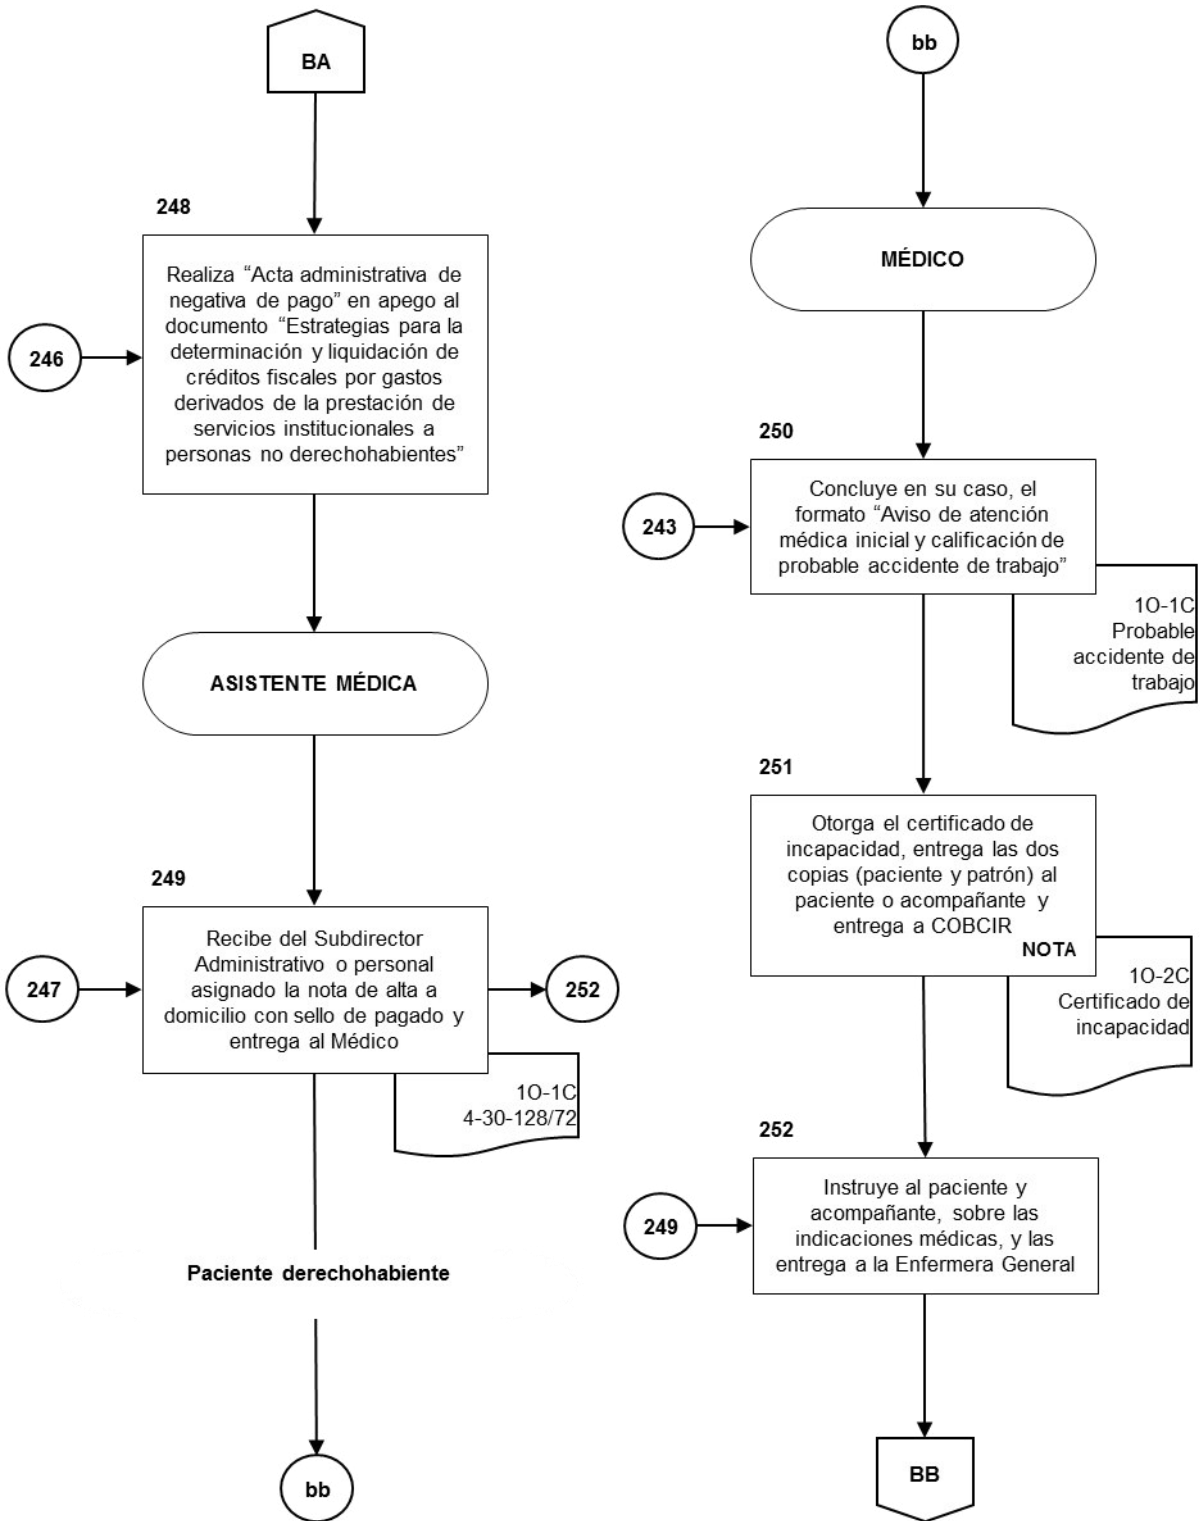 BA
248
Realiza “Acta administrativa de
negativa de pago” en apego al
documento “Estrategias para la
determinación y liquidación de
créditos fiscales por gastos
derivados de la prestación de
servicios institucionales a
personas no derechohabientes”
246
ASISTENTE MÉDICA
249
Recibe del Subdirector
Administrativo o personal
asignado la nota de alta a
domicilio con sello de pagado y
entrega al Médico
247
252
1O-1C
4-30-128/72
Paciente derechohabiente
bb
bb
MÉDICO
250
Concluye en su caso, el
formato “Aviso de atención
médica inicial y calificación de
probable accidente de trabajo”
243
1O-1C
Probable
accidente de
trabajo
251
Otorga el certificado de
incapacidad, entrega las dos
copias (paciente y patrón) al
paciente o acompañante y
entrega a COBCIR
NOTA
1O-2C
Certificado de
incapacidad
252
Instruye al paciente y
acompañante, sobre las
indicaciones médicas, y las
entrega a la Enfermera General
249
BB